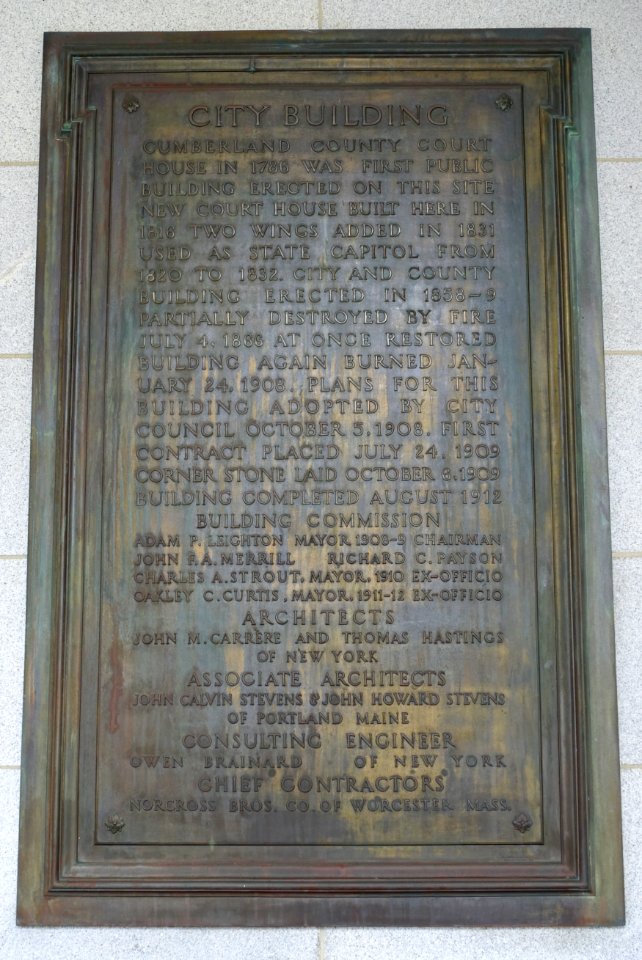 CITY BUILDING
CUMBERLAND COUNTY COURT
HOUSE IN 1786 WAS FIRST PUBLIC
BUILDING ERECTED ON THIS SITE
NEW COURT HOUSE BUILT HERE IN
1816 TWO WINGS ADDED IN 1831
USED AS STATE CAPITOL FROM
1820 TO 1832. CITY AND COUNTY
BUILDING ERECTED IN 1858-9
PARTIALLY DESTROYED BY FIRE
JULY 4, 1866 AT ONCE RESTORED
BUILDING AGAIN BURNED JAN-
UARY 24, 1908. PLANS FOR THIS
BUILDING ADOPTED BY CITY
COUNCIL OCTOBER 5, 1908. FIRST
CONTRACT PLACED JULY 24, 1909
CORNER STONE LAID OCTOBER 6, 1909
BUILDING COMPLETED AUGUST 1912
BUILDING COMMISSION
ADAM P. LEIGHTON MAYOR, 1908-9 CHAIRMAN
JOHN F.A. MERRILL RICHARD C. PAYSON
CHARLES A. STROUT, MAYOR, 1910 EX-OFFICIO
OAKLEY C. CURTIS, MAYOR, 1911-12 EX-OFFICIO
ARCHITECTS
JOHN M. CARRÈRE AND THOMAS HASTINGS
OF NEW YORK
ASSOCIATE ARCHITECTS
JOHN CALVIN STEVENS & JOHN HOWARD STEVENS
OF PORTLAND MAINE
CONSULTING ENGINEER
OWEN BRAINARD OF NEW YORK
CHIEF CONTRACTORS
NORCROSS BROS. CO. OF WORCESTER MASS.